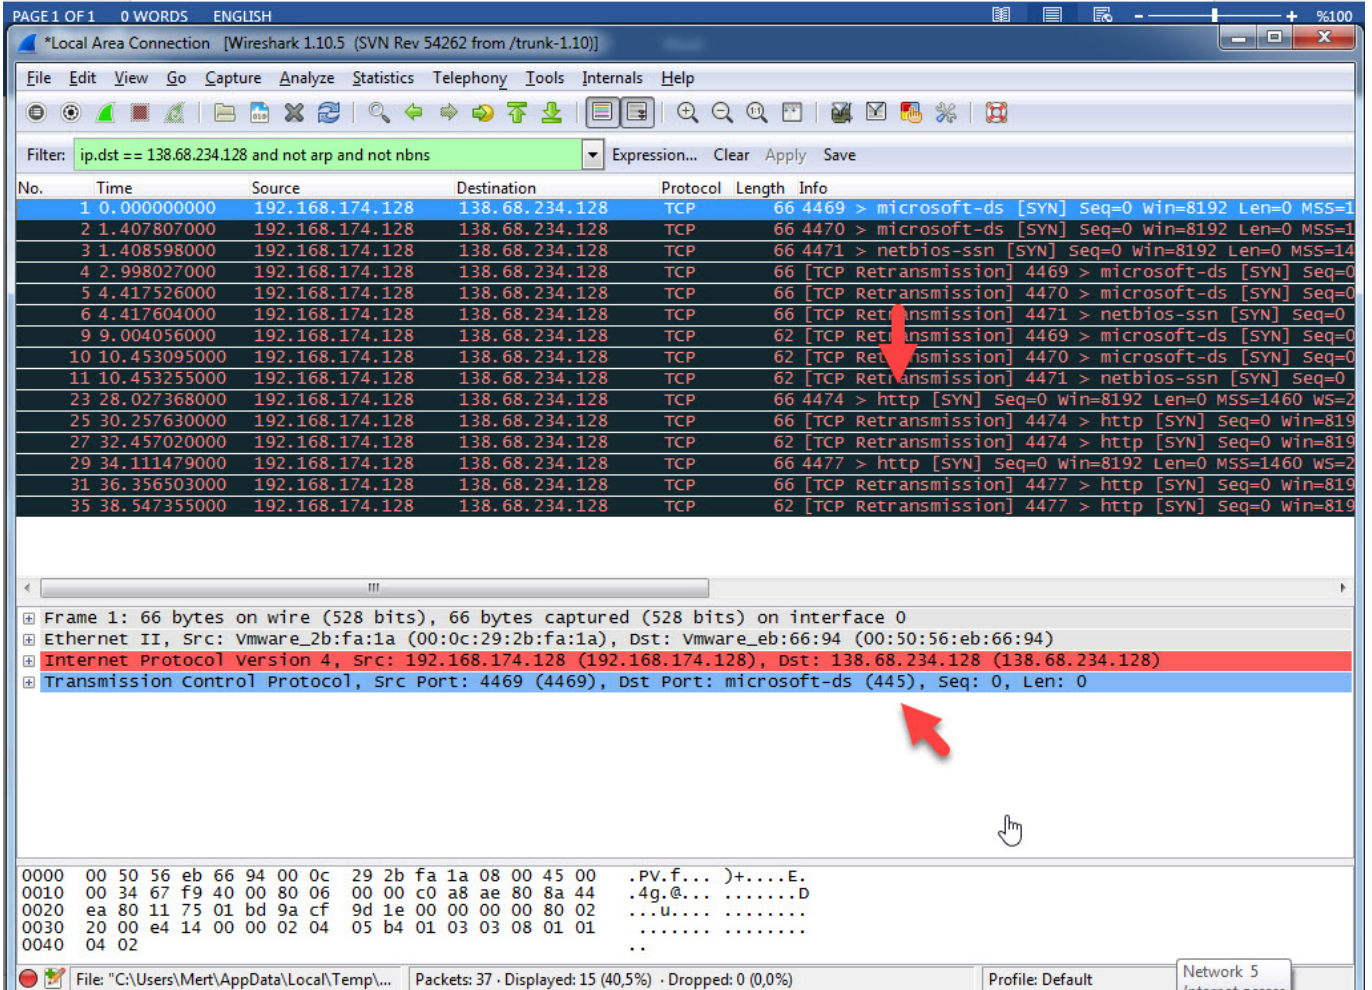 PAGE 1 OF 1 0 WORDS ENGLISH %100
*Local Area Connection [Wireshark 1.10.5 (SVN Rev 54262 from /trunk-1.10)]
File Edit View Go Capture Analyze Statistics Telephony Tools Internals Help
Filter: ip.dst == 138.68.234.128 and not arp and not nbns Expression... Clear Apply Save
No. Time Source Destination Protocol Length Info
1 0.000000000 192.168.174.128 138.68.234.128 TCP 66 4469 > microsoft-ds [SYN] Seq=0 Win=8192 Len=0 MSS=1
2 1.407807000 192.168.174.128 138.68.234.128 TCP 66 4470 > microsoft-ds [SYN] Seq=0 Win=8192 Len=0 MSS=1
3 1.408598000 192.168.174.128 138.68.234.128 TCP 66 4471 > netbios-ssn [SYN] Seq=0 Win=8192 Len=0 MSS=14
4 2.998027000 192.168.174.128 138.68.234.128 TCP 66 [TCP Retransmission] 4469 > microsoft-ds [SYN] Seq=0
5 4.417526000 192.168.174.128 138.68.234.128 TCP 66 [TCP Retransmission] 4470 > microsoft-ds [SYN] Seq=0
6 4.417604000 192.168.174.128 138.68.234.128 TCP 66 [TCP Retransmission] 4471 > netbios-ssn [SYN] Seq=0
9 9.004056000 192.168.174.128 138.68.234.128 TCP 62 [TCP Retransmission] 4469 > microsoft-ds [SYN] Seq=0
10 10.453095000 192.168.174.128 138.68.234.128 TCP 62 [TCP Retransmission] 4470 > microsoft-ds [SYN] Seq=0
11 10.453255000 192.168.174.128 138.68.234.128 TCP 62 [TCP Retransmission] 4471 > netbios-ssn [SYN] Seq=0
23 28.027368000 192.168.174.128 138.68.234.128 TCP 66 4474 > http [SYN] Seq=0 Win=8192 Len=0 MSS=1460 WS=2
25 30.257630000 192.168.174.128 138.68.234.128 TCP 66 [TCP Retransmission] 4474 > http [SYN] Seq=0 Win=819
27 32.457020000 192.168.174.128 138.68.234.128 TCP 62 [TCP Retransmission] 4474 > http [SYN] Seq=0 Win=819
29 34.111479000 192.168.174.128 138.68.234.128 TCP 66 4477 > http [SYN] Seq=0 Win=8192 Len=0 MSS=1460 WS=2
31 36.356503000 192.168.174.128 138.68.234.128 TCP 66 [TCP Retransmission] 4477 > http [SYN] Seq=0 Win=819
35 38.547355000 192.168.174.128 138.68.234.128 TCP 62 [TCP Retransmission] 4477 > http [SYN] Seq=0 Win=819
Frame 1: 66 bytes on wire (528 bits), 66 bytes captured (528 bits) on interface 0
Ethernet II, Src: Vmware_2b:fa:1a (00:0c:29:2b:fa:1a), Dst: Vmware_eb:66:94 (00:50:56:eb:66:94)
Internet Protocol Version 4, Src: 192.168.174.128 (192.168.174.128), Dst: 138.68.234.128 (138.68.234.128)
Transmission Control Protocol, Src Port: 4469 (4469), Dst Port: microsoft-ds (445), Seq: 0, Len: 0
0000 00 50 56 eb 66 94 00 0c 29 2b fa 1a 08 00 45 00 .PV.f... )+....E.
0010 00 34 67 f9 40 00 80 06 00 00 c0 a8 ae 80 8a 44 .4g.@... .......D
0020 ea 80 11 75 01 bd 9a cf 9d 1e 00 00 00 00 80 02 ...u.... ........
0030 20 00 e4 14 00 00 02 04 05 b4 01 03 03 08 01 01 ....... ........
0040 04 02 ..
File: "C:\Users\Mert\AppData\Local\Temp\... Packets: 37 · Displayed: 15 (40,5%) · Dropped: 0 (0,0%) Profile: Default Network 5